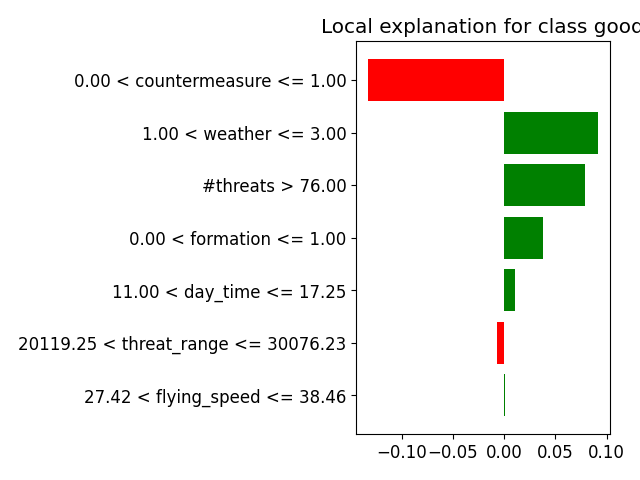 Local explanation for class good
0.00 < countermeasure <= 1.00
1.00 < weather <= 3.00
#threats > 76.00
0.00 < formation <= 1.00
11.00 < day_time <= 17.25
20119.25 < threat_range <= 30076.23
27.42 < flying_speed <= 38.46
−0.10 −0.05 0.00 0.05 0.10